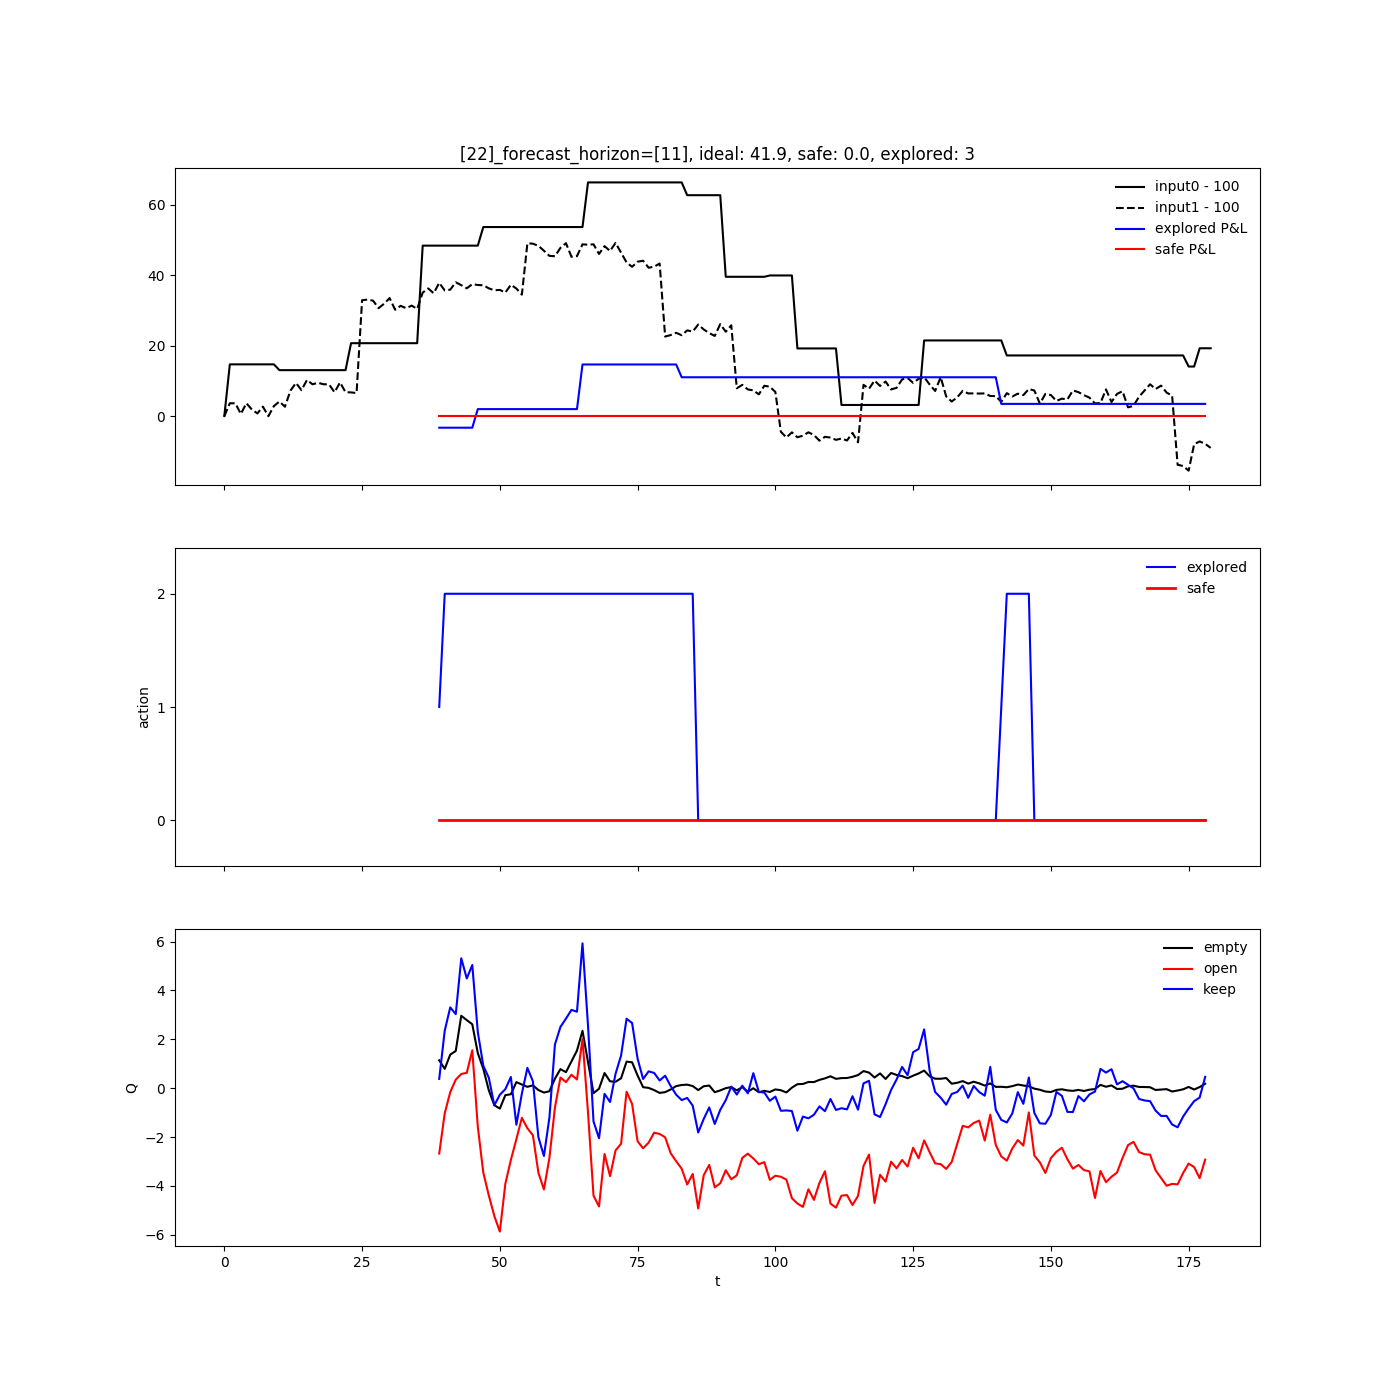 [22]_forecast_horizon=[11], ideal: 41.9, safe: 0.0, explored: 3
input0 - 100
input1 - 100
explored P&L
safe P&L
60
40
20
0
explored
safe
2
1
0
action
empty
open
keep
6
4
2
0
−2
−4
−6
Q
0 25 50 75 100 125 150 175
t